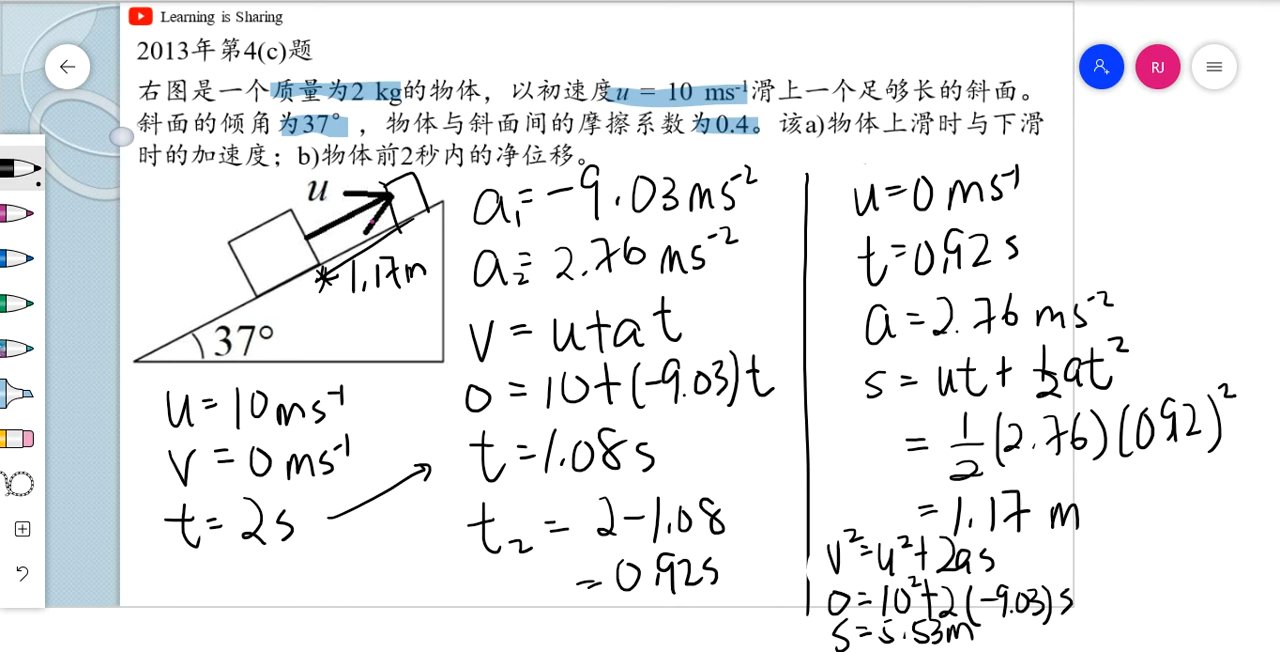 Learning is Sharing
2013年第4(c)题
右图是一个质量为2 kg的物体，以初速度u = 10 ms⁻¹滑上一个足够长的斜面。
斜面的倾角为37°，物体与斜面间的摩擦系数为0.4。该a)物体上滑时与下滑
时的加速度；b)物体前2秒内的净位移。
RJ
u
*1.17m
37°
u=10ms⁻¹
v=0ms⁻¹
t=2s
a₁=-9.03ms⁻²
a₂=2.76ms⁻²
v=u+at
0=10+(-9.03)t
t=1.08s
t₂=2-1.08
=0.92s
u=0ms⁻¹
t=0.92s
a=2.76ms⁻²
s=ut+½at²
=½(2.76)(0.92)²
=1.17m
v²=u²+2as
0=10²+2(-9.03)s
s=5.53m